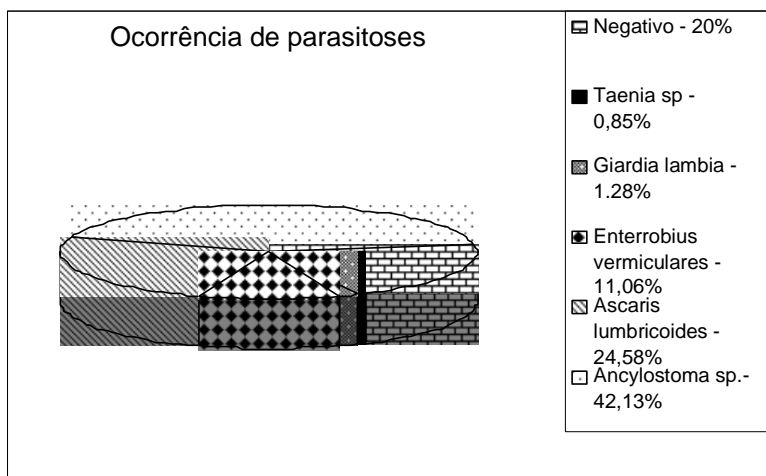 Ocorrência de parasitoses
Negativo - 20%
Taenia sp -
0,85%
Giardia lambia -
1.28%
Enterrobius
vermiculares -
11,06%
Ascaris
lumbricoides -
24,58%
Ancylostoma sp.-
42,13%